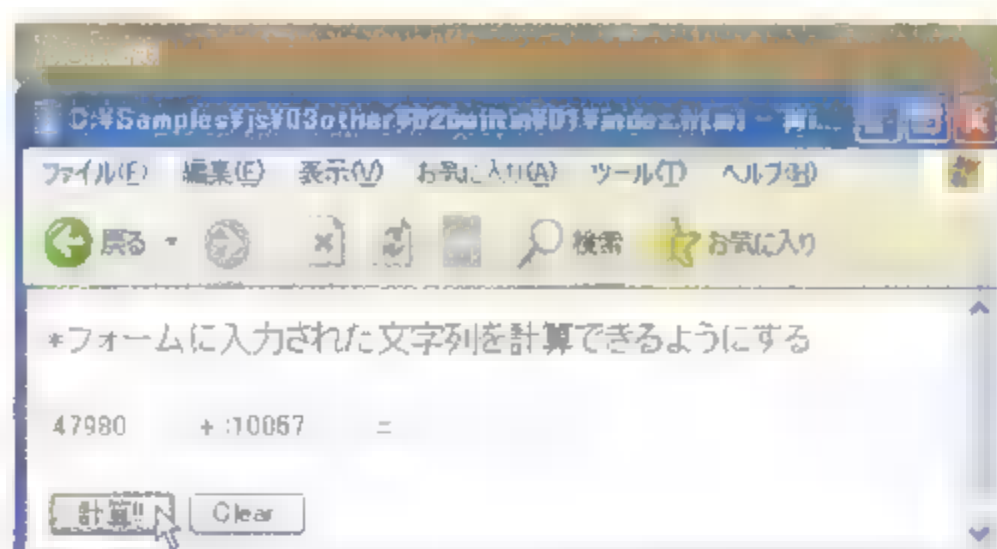 C:¥Samples¥js¥03other¥02builtin¥01¥index.html -
ファイル(F) 編集(E) 表示(V) お気に入り(A) ツール(T) ヘルプ(H)
戻る 検索 お気に入り
*フォームに入力された文字列を計算できるようにする
47980 + 10067 =
計算!! Clear